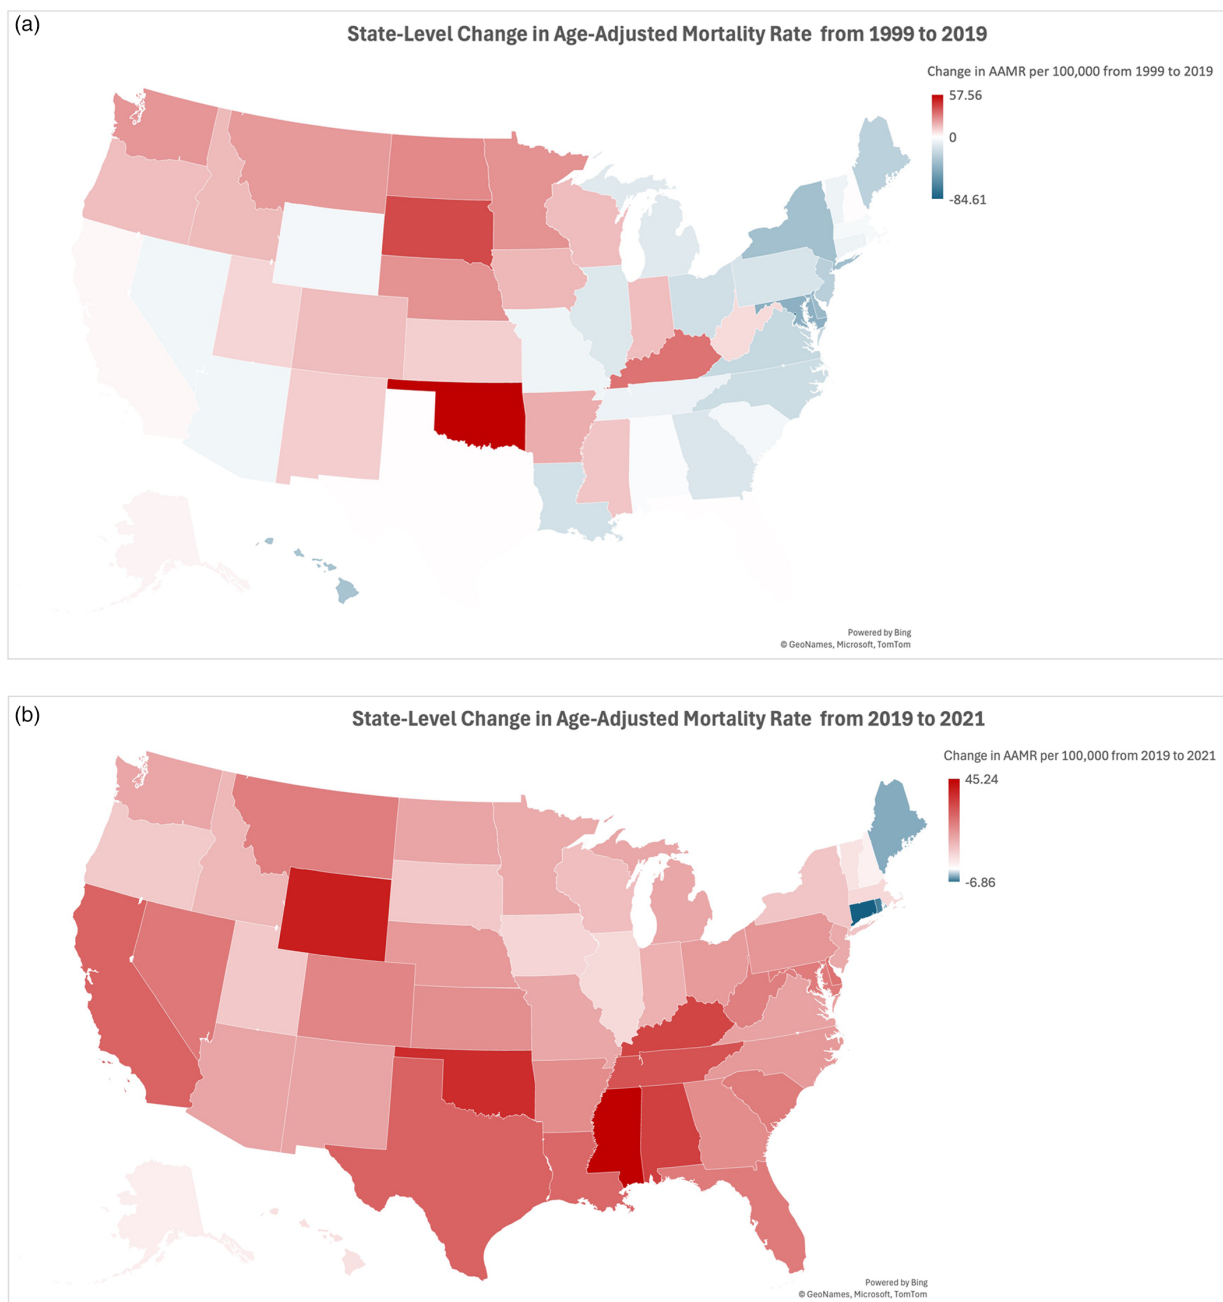 (a)
State-Level Change in Age-Adjusted Mortality Rate from 1999 to 2019
Change in AAMR per 100,000 from 1999 to 2019
57.56
0
-84.61
Powered by Bing
© GeoNames, Microsoft, TomTom
(b)
State-Level Change in Age-Adjusted Mortality Rate from 2019 to 2021
Change in AAMR per 100,000 from 2019 to 2021
45.24
-6.86
Powered by Bing
© GeoNames, Microsoft, TomTom